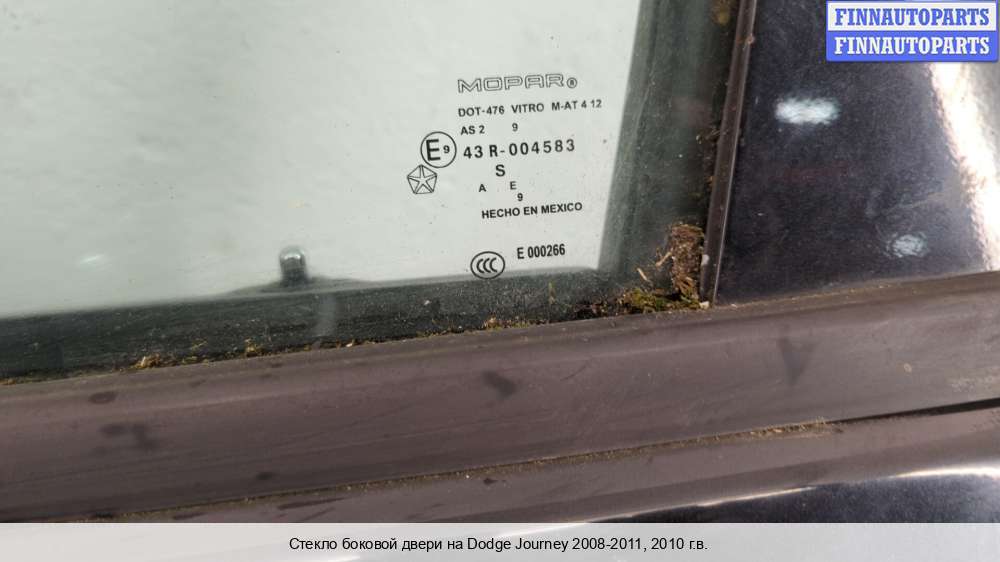 FINNAUTOPARTS
FINNAUTOPARTS
MOPAR®
DOT-476 VITRO M-AT 4 12
AS 2 9
E9 43 R-004583
S
A E
9
HECHO EN MEXICO
CCC E 000266
Стекло боковой двери на Dodge Journey 2008-2011, 2010 г.в.